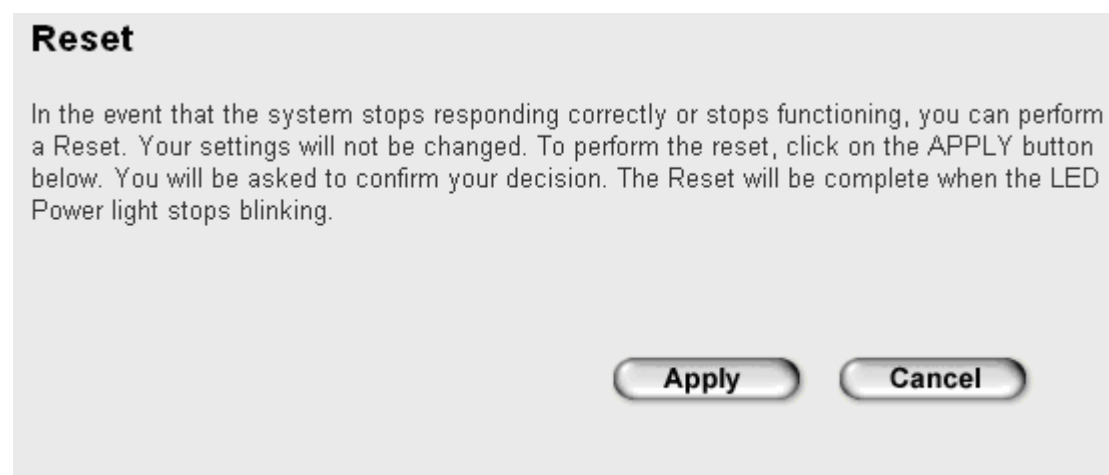 Reset
In the event that the system stops responding correctly or stops functioning, you can perform
a Reset. Your settings will not be changed. To perform the reset, click on the APPLY button
below. You will be asked to confirm your decision. The Reset will be complete when the LED
Power light stops blinking.
Apply
Cancel